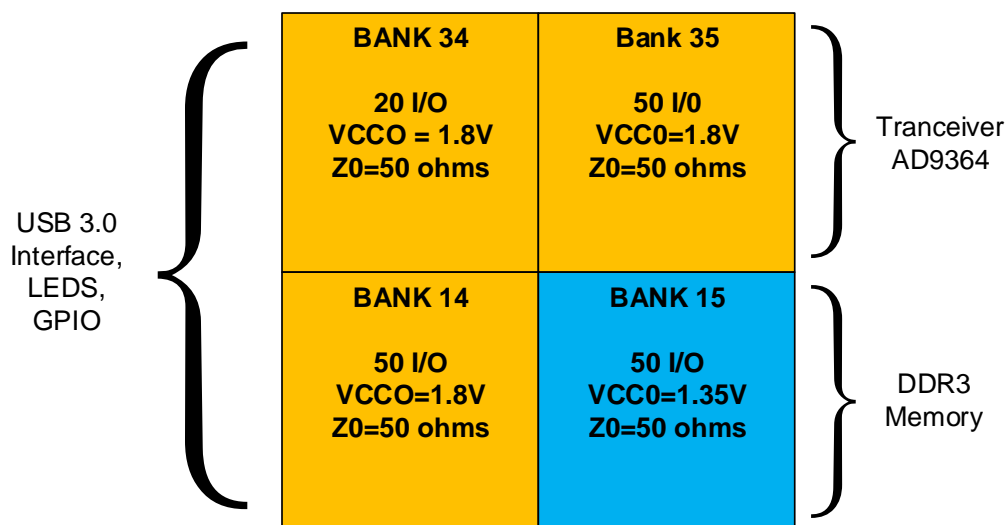 BANK 34
20 I/O
VCCO = 1.8V
Z0=50 ohms
Bank 35
50 I/0
VCC0=1.8V
Z0=50 ohms
Tranceiver
AD9364
USB 3.0
Interface,
LEDS,
GPIO
BANK 14
50 I/O
VCCO=1.8V
Z0=50 ohms
BANK 15
50 I/O
VCC0=1.35V
Z0=50 ohms
DDR3
Memory